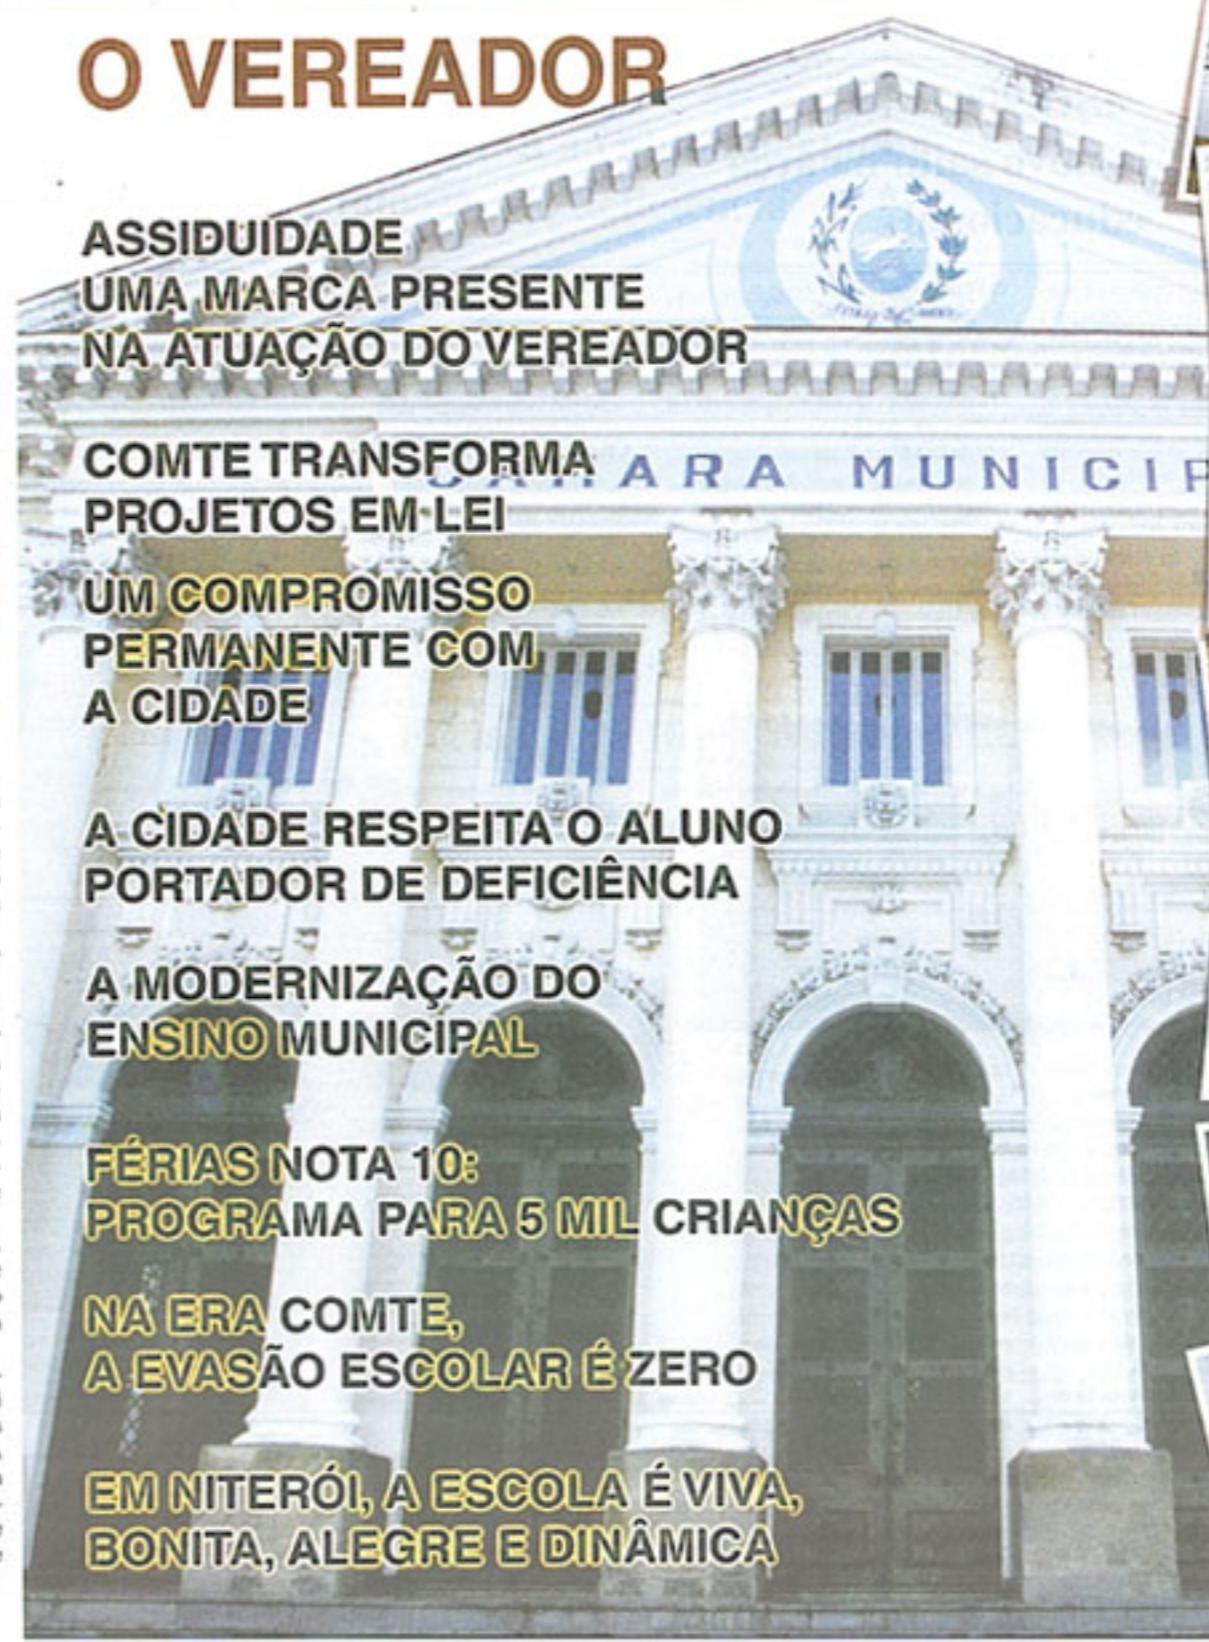 O VEREADOR
ASSIDUIDADE
UMA MARCA PRESENTE
NA ATUAÇÃO DO VEREADOR
COMTE TRANSFORMA
PROJETOS EM LEI
UM COMPROMISSO
PERMANENTE COM
A CIDADE
A CIDADE RESPEITA O ALUNO
PORTADOR DE DEFICIÊNCIA
A MODERNIZAÇÃO DO
ENSINO MUNICIPAL
FÉRIAS NOTA 10:
PROGRAMA PARA 5 MIL CRIANÇAS
NA ERA COMTE,
A EVASÃO ESCOLAR É ZERO
EM NITERÓI, A ESCOLA É VIVA,
BONITA, ALEGRE E DINÂMICA